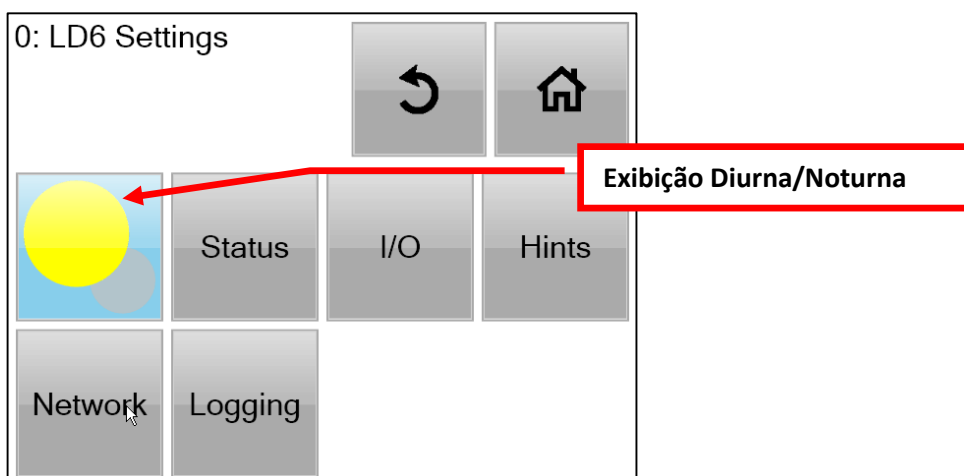 0: LD6 Settings
Exibição Diurna/Noturna
Status
I/O
Hints
Network
Logging